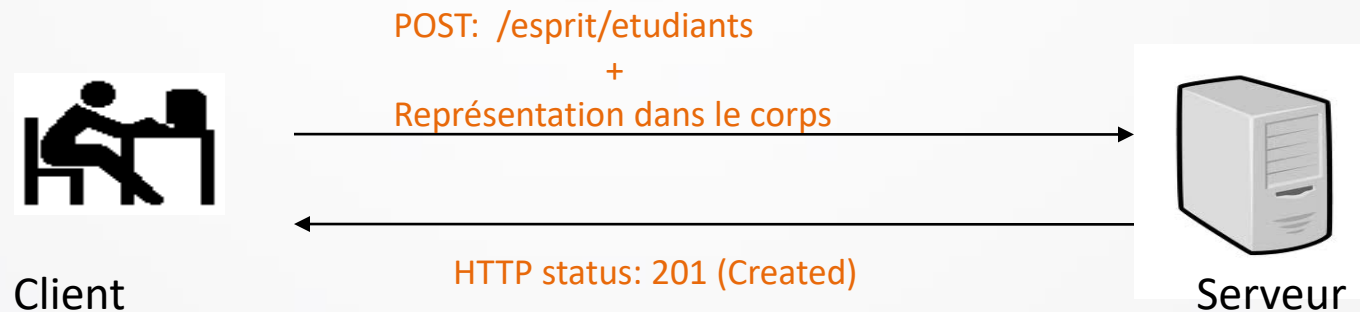 POST: /esprit/etudiants
+
Représentation dans le corps
HTTP status: 201 (Created)
Client
Serveur